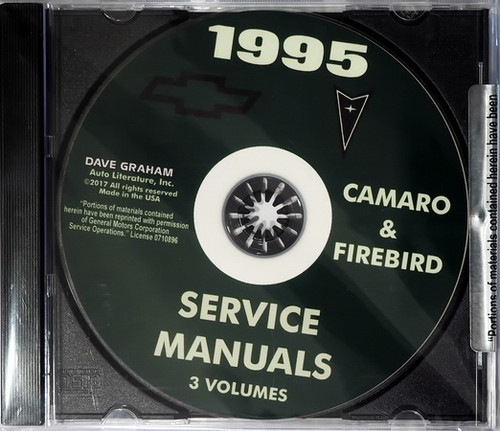 1995
DAVE GRAHAM
Auto Literature, Inc.
©2017 All rights reserved
Made in the USA
"Portions of materials contained
herein have been reprinted with permission
of General Motors Corporation
Service Operations." License 0710896
CAMARO
&
FIREBIRD
SERVICE
MANUALS
3 VOLUMES
"Portions of materials contained herein have been